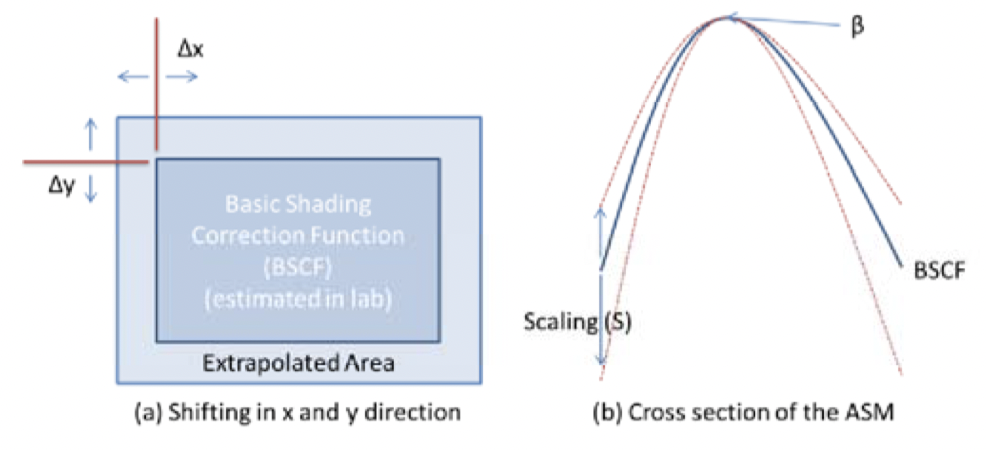 Δx
Δy
Basic Shading
Correction Function
(BSCF)
(estimated in lab)
Extrapolated Area
(a) Shifting in x and y direction
β
BSCF
Scaling (S)
(b) Cross section of the ASM